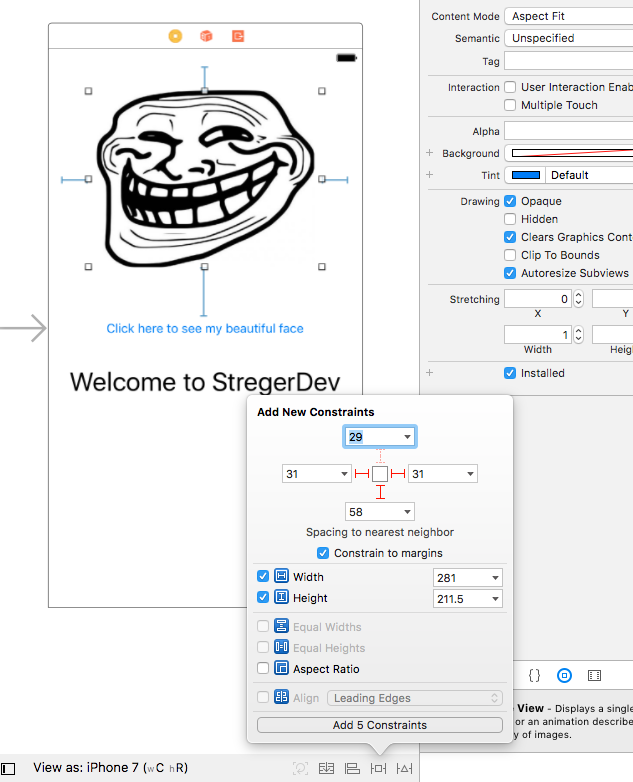 Content Mode Aspect Fit
Semantic Unspecified
Tag
Interaction User Interaction Enab
Multiple Touch
Alpha
Background
Tint Default
Drawing Opaque
Hidden
Clears Graphics Cont
Clip To Bounds
Autoresize Subviews
Stretching 0
X Y
1
Width Heig
Installed
Click here to see my beautiful face
Welcome to StregerDev
Add New Constraints
29
31 31
58
Spacing to nearest neighbor
Constrain to margins
Width 281
Height 211.5
Equal Widths
Equal Heights
Aspect Ratio
Align Leading Edges
Add 5 Constraints
{ }
View - Displays a single
or an animation describe
y of images.
View as: iPhone 7 (wC hR)